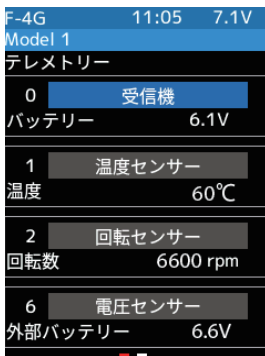 F-4G 11:05 7.1V
Model 1
テレメトリー
0 受信機
バッテリー 6.1V
1 温度センサー
温度 60℃
2 回転センサー
回転数 6600 rpm
6 電圧センサー
外部バッテリー 6.6V